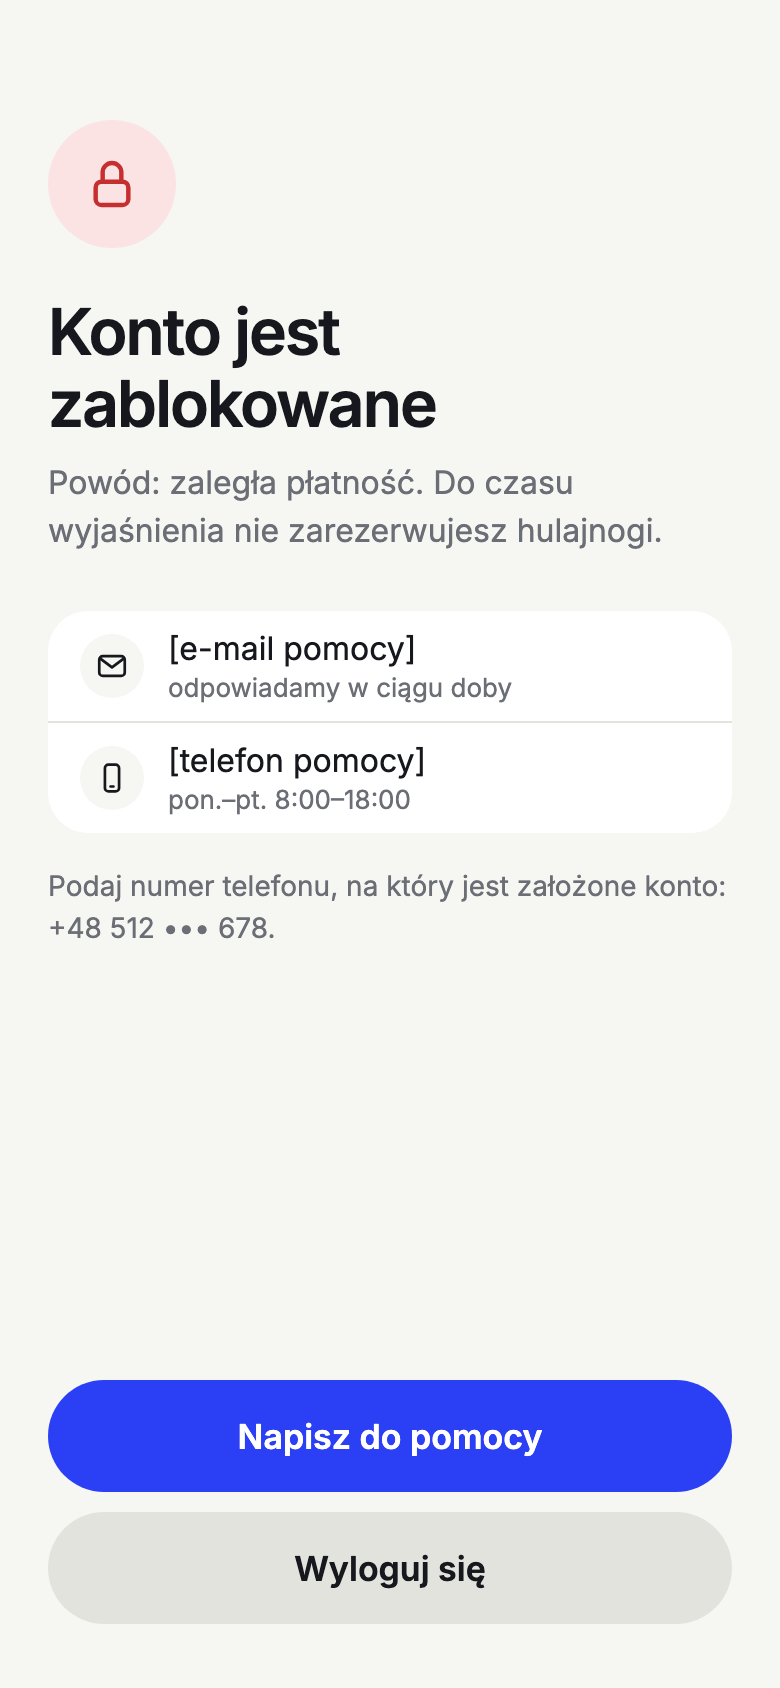 Konto jest
zablokowane
Powód: zaległa płatność. Do czasu
wyjaśnienia nie zarezerwujesz hulajnogi.
[e-mail pomocy]
odpowiadamy w ciągu doby
[telefon pomocy]
pon.–pt. 8:00–18:00
Podaj numer telefonu, na który jest założone konto:
+48 512 ••• 678.
Napisz do pomocy
Wyloguj się